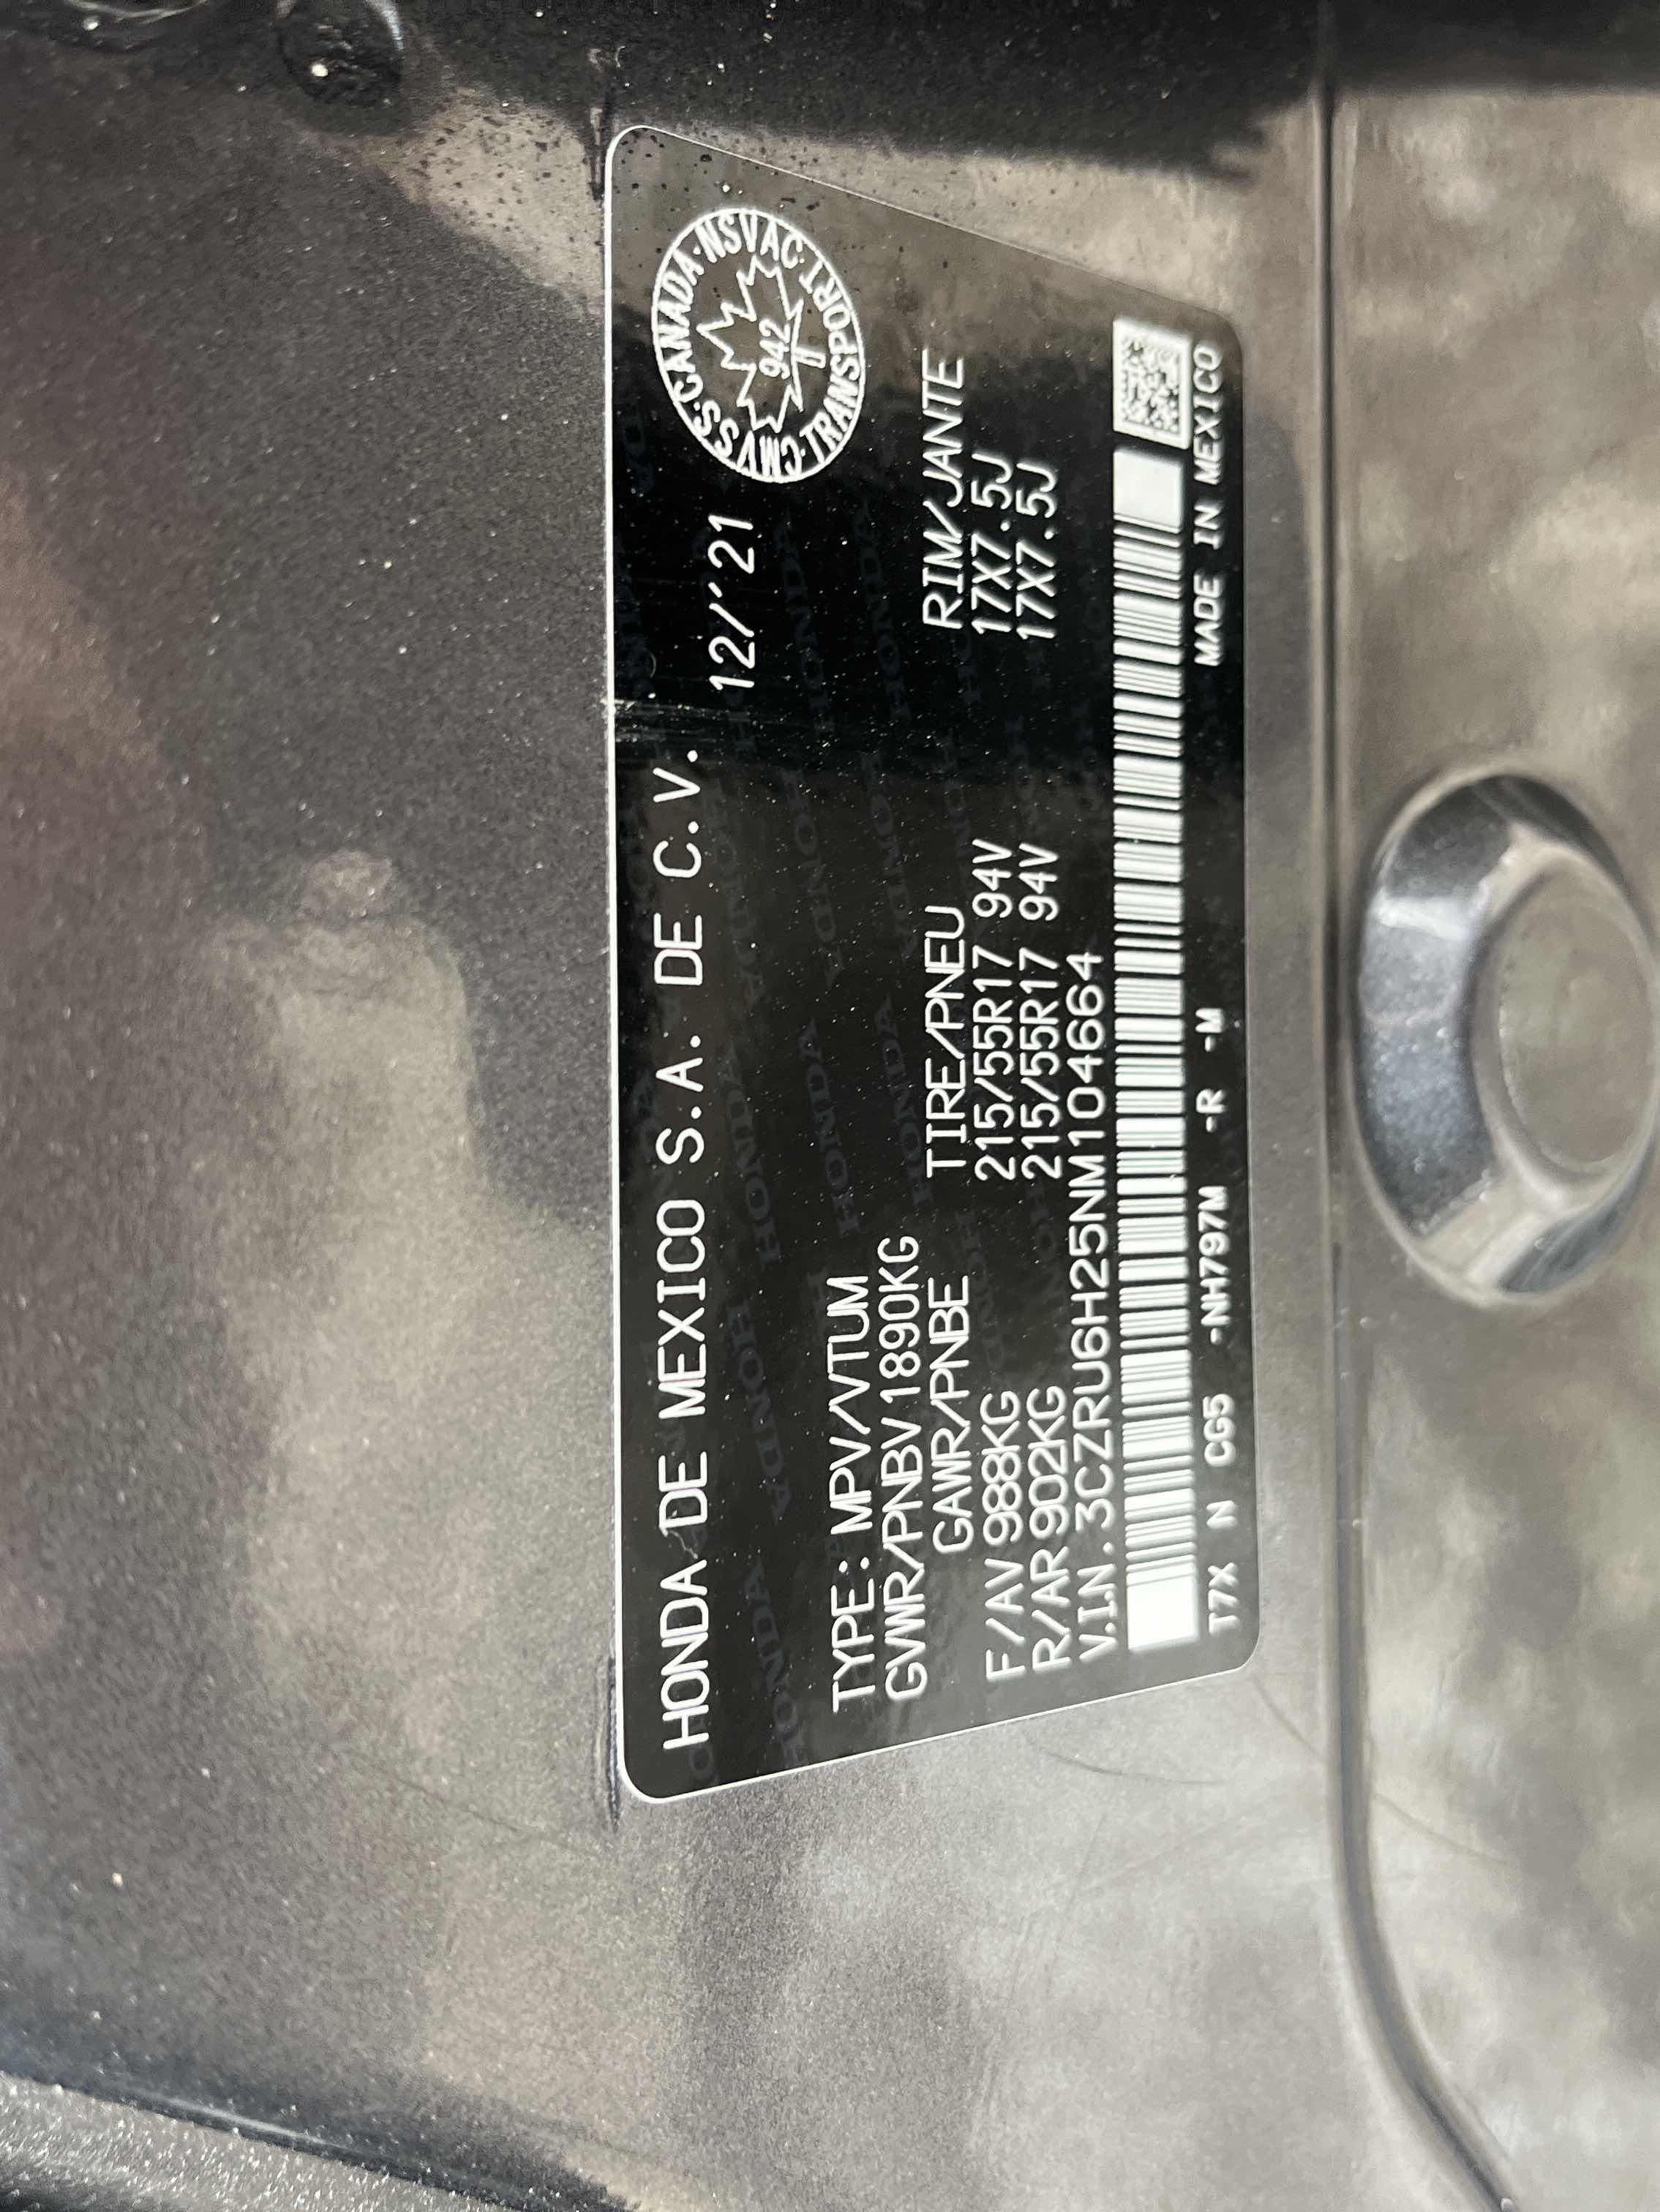 HONDA DE MEXICO S.A. DE C.V. 12/'21
CMVSS·CANADA·NSVAC·TRANSPORT·TRANSPORT
942
TYPE: MPV/VTUM
GVWR/PNBV 1890KG
GAWR/PNBE TIRE/PNEU RIM/JANTE
F/AV 988KG 215/55R17 94V 17X7.5J
R/AR 902KG 215/55R17 94V 17X7.5J
V.I.N.3CZRU6H25NM104664
T7X N CG5 -NH797M -R -M MADE IN MEXICO